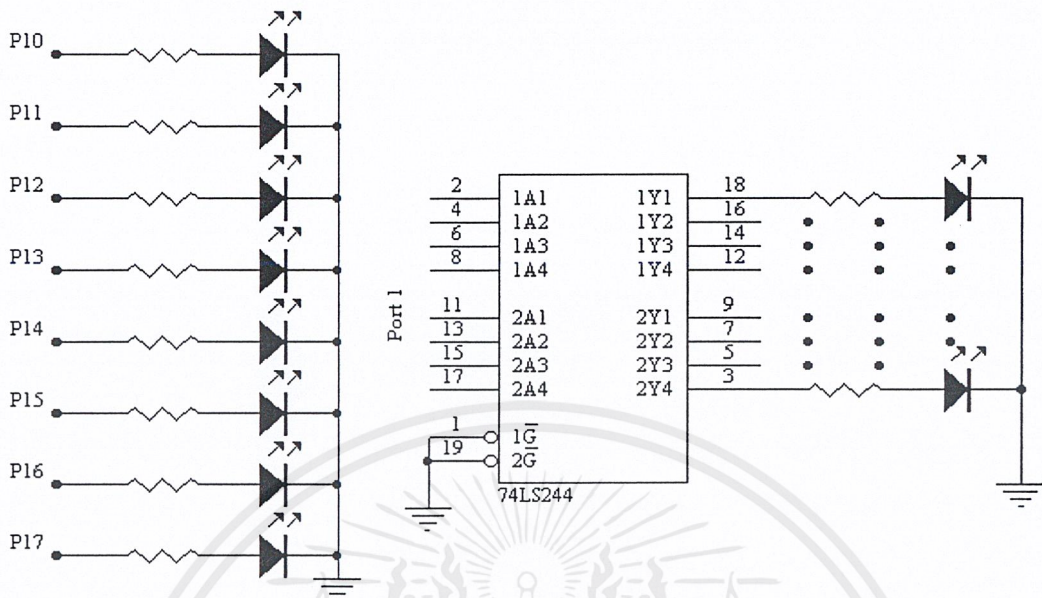 P10
P11
P12
P13
P14
P15
P16
P17
Port 1
2 1A1 1Y1 18
4 1A2 1Y2 16
6 1A3 1Y3 14
8 1A4 1Y4 12
11 2A1 2Y1 9
13 2A2 2Y2 7
15 2A3 2Y3 5
17 2A4 2Y4 3
1 1G̅
19 2G̅
74LS244